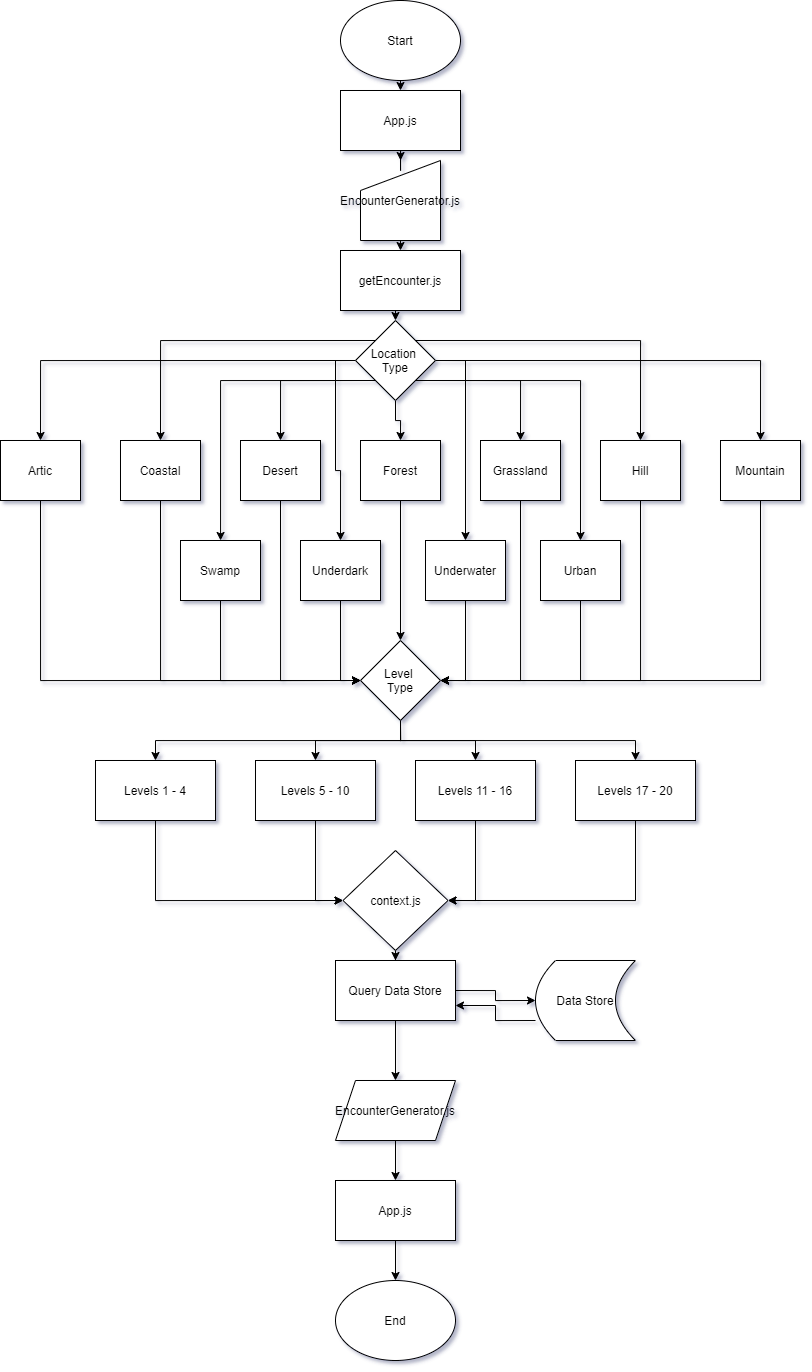 Start
App.js
EncounterGenerator.js
getEncounter.js
Location
Type
Artic
Coastal
Desert
Forest
Grassland
Hill
Mountain
Swamp
Underdark
Underwater
Urban
Level
Type
Levels 1 - 4
Levels 5 - 10
Levels 11 - 16
Levels 17 - 20
context.js
Query Data Store
Data Store
EncounterGenerator.js
App.js
End